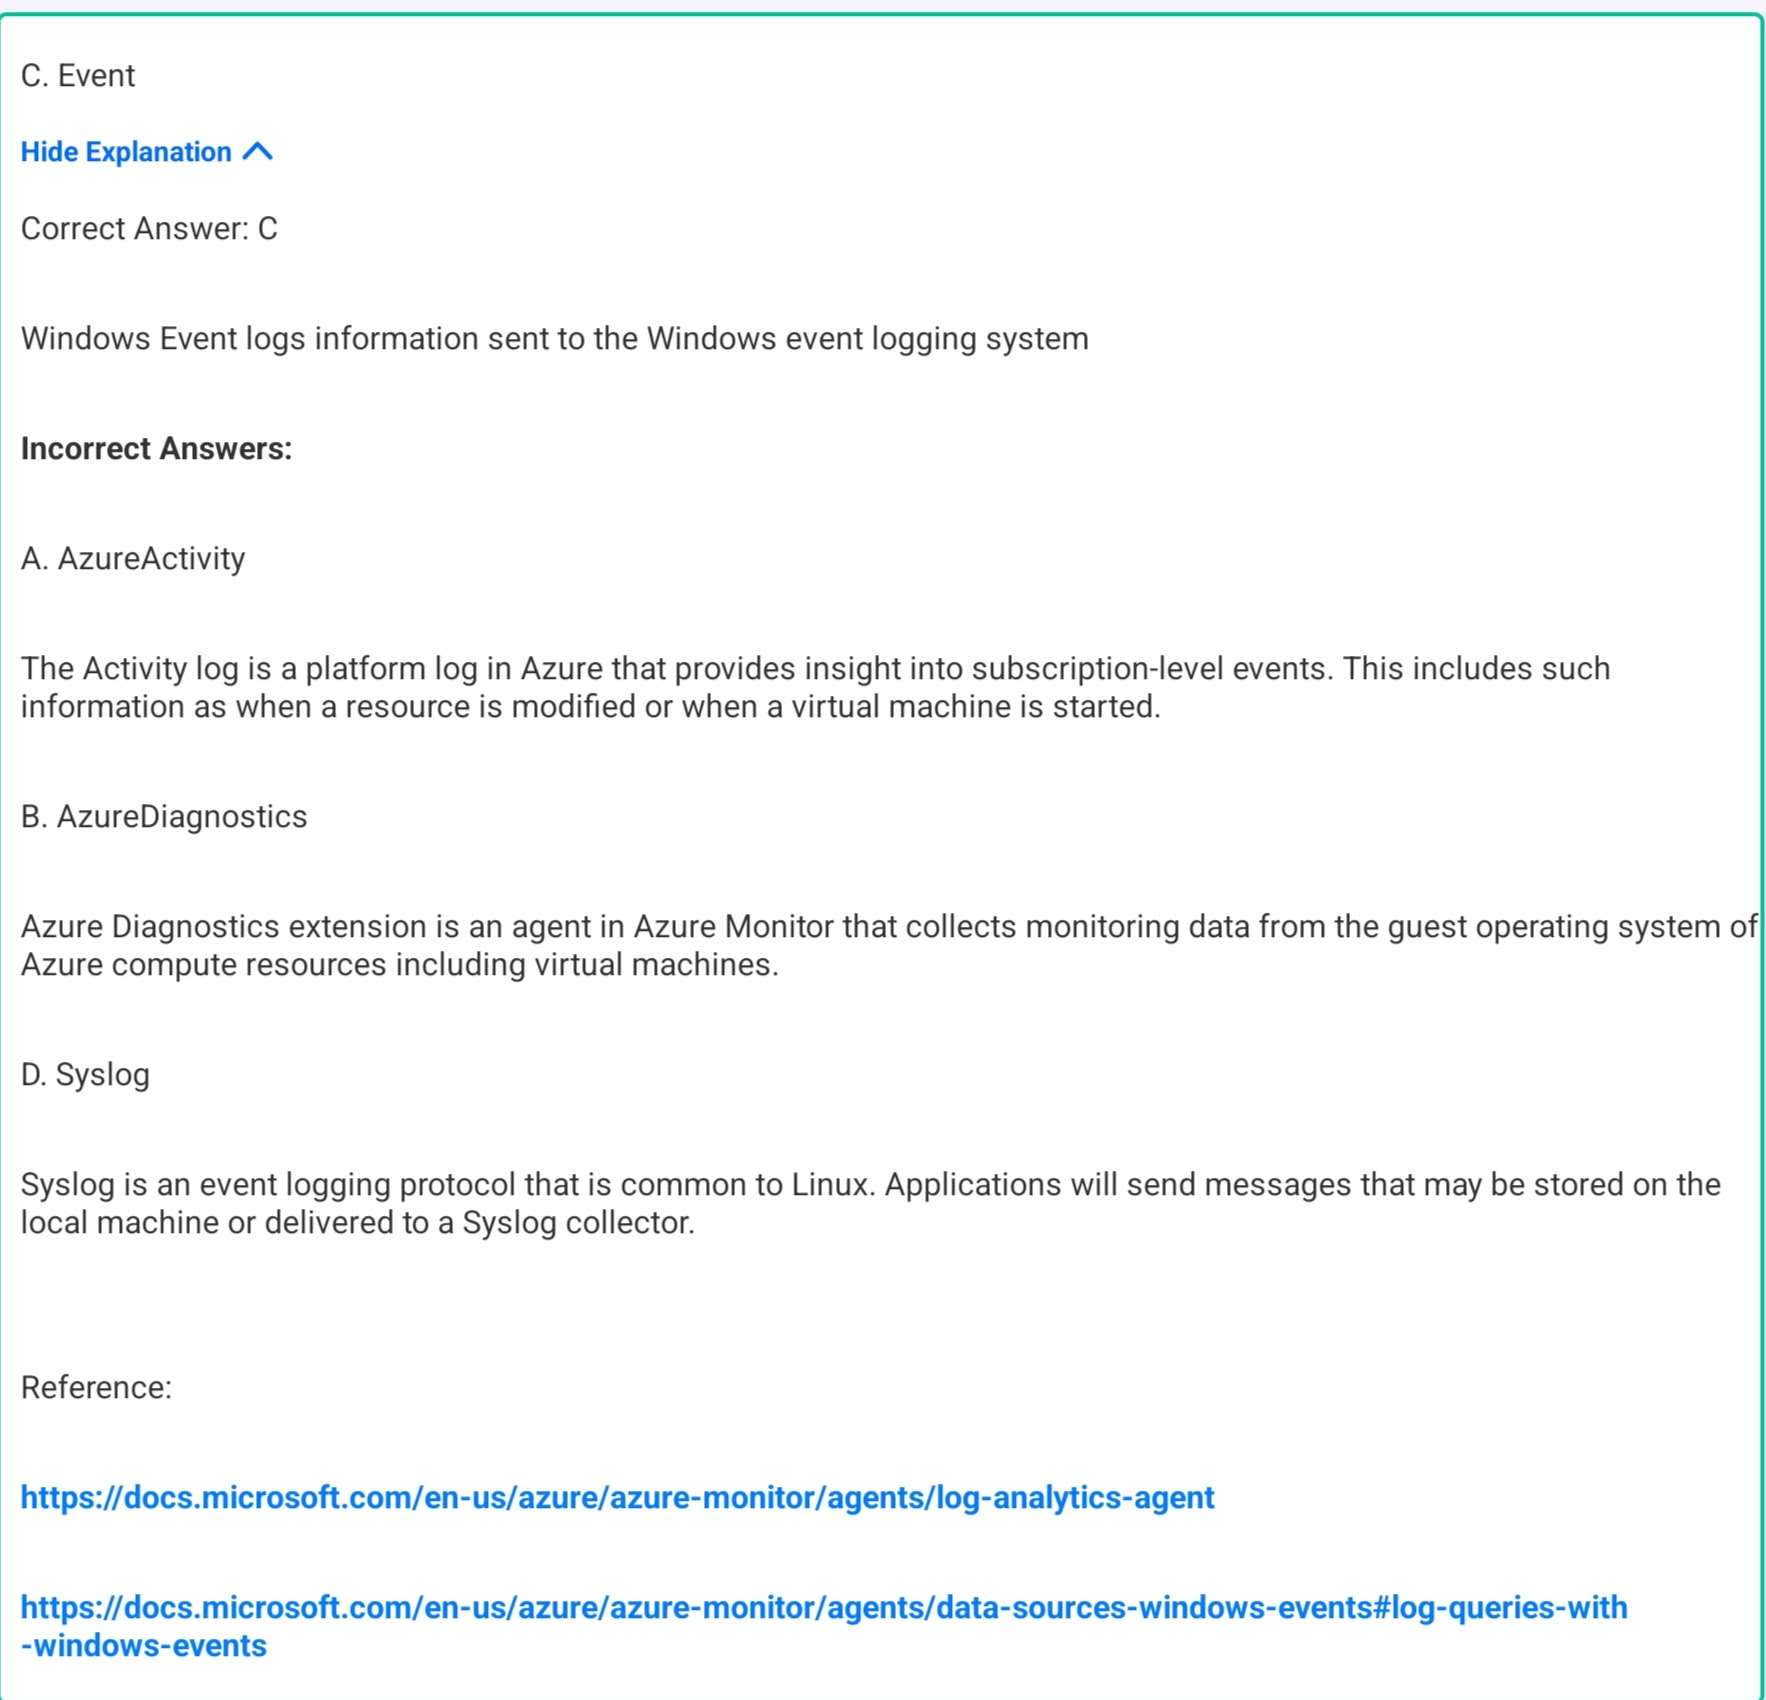 C. Event
Hide Explanation
Correct Answer: C
Windows Event logs information sent to the Windows event logging system
Incorrect Answers:
A. AzureActivity
The Activity log is a platform log in Azure that provides insight into subscription-level events. This includes such
information as when a resource is modified or when a virtual machine is started.
B. AzureDiagnostics
Azure Diagnostics extension is an agent in Azure Monitor that collects monitoring data from the guest operating system of
Azure compute resources including virtual machines.
D. Syslog
Syslog is an event logging protocol that is common to Linux. Applications will send messages that may be stored on the
local machine or delivered to a Syslog collector.
Reference:
https://docs.microsoft.com/en-us/azure/azure-monitor/agents/log-analytics-agent
https://docs.microsoft.com/en-us/azure/azure-monitor/agents/data-sources-windows-events#log-queries-with
-windows-events